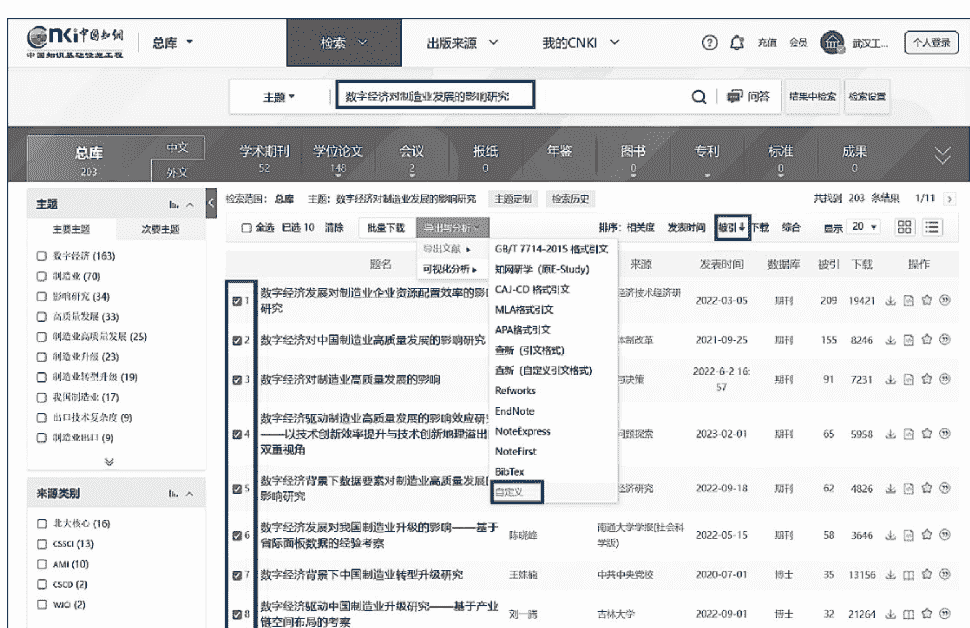 cnki中国知网
中国知识基础设施工程
总库
检索
出版来源
我的CNKI
充值
会员
武汉工...
个人登录
主题
数字经济对制造业发展的影响研究
问答
结果中检索
检索设置
总库
203
中文
外文
学术期刊
52
学位论文
148
会议
2
报纸
0
年鉴
图书
0
专利
标准
0
成果
0
主题
主要主题
次要主题
数字经济 (163)
制造业 (70)
影响研究 (34)
高质量发展 (33)
制造业高质量发展 (25)
制造业升级 (23)
制造业转型升级 (19)
我国制造业 (17)
出口技术复杂度 (9)
制造业出口 (9)
来源类别
北大核心 (16)
CSSCI (13)
AMI (10)
CSCD (2)
WJCI (2)
检索范围：总库 主题：数字经济对制造业发展的影响研究
主题定制
检索历史
共找到 203 条结果 1/11
全选 已选 10 清除
批量下载
导出与分析
排序：相关度 发表时间 被引↓ 下载 综合
显示 20
导出文献
可视化分析
GB/T 7714-2015 格式引文
知网研学（原E-Study）
CAJ-CD 格式引文
MLA格式引文
APA格式引文
查新（引文格式）
查新（自定义引文格式）
Refworks
EndNote
NoteExpress
NoteFirst
BibTex
自定义
题名
来源
发表时间
数据库
被引
下载
操作
1 数字经济发展对制造业企业资源配置效率的影
研究
经济技术经济研
2022-03-05 期刊 209 19421
2 数字经济对中国制造业高质量发展的影响研究
体制改革
2021-09-25 期刊 155 8246
3 数字经济对制造业高质量发展的影响
与决策
2022-6-2 16:
57
期刊 91 7231
4 数字经济驱动制造业高质量发展的影响效应研
——以技术创新效率提升与技术创新地理溢出
双重视角
问题探索
2023-02-01 期刊 65 5958
5 数字经济背景下数据要素对制造业高质量发展
影响研究
经济研究
2022-09-18 期刊 62 4826
6 数字经济发展对我国制造业升级的影响——基于
省际面板数据的经验考察
陈晓峰
南通大学学报(社会科
学版)
2022-05-15 期刊 58 3646
7 数字经济背景下中国制造业转型升级研究
王姝楠
中共中央党校
2020-07-01 博士 35 13156
8 数字经济驱动中国制造业升级研究——基于产业
链空间布局的考察
刘一腾
吉林大学
2022-09-01 博士 32 21264